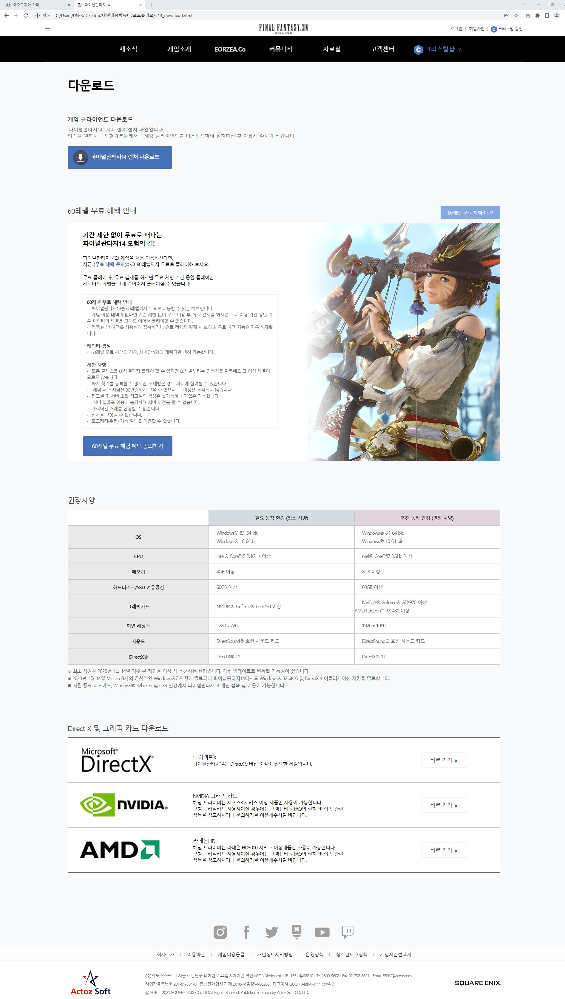 에오르제아 카페
파이널판타지14
파일 C:/Users/USER/Desktop/내일배움박유나/포트폴리오/ff14_download.html
FINAL FANTASY XIV
ONLINE
로그인 회원가입 C 크리스탈 충전
새소식 게임소개 EORZEA.Co 커뮤니티 자료실 고객센터 C 크리스탈샵
다운로드
게임 클라이언트 다운로드
'파이널판타지14' 서버 접속 설치 파일입니다.
접속을 원하시는 모험가분들께서는 해당 클라이언트를 다운로드하여 설치하신 후 이용해 주시기 바랍니다.
파이널판타지14 런처 다운로드
60레벨 무료 혜택 안내
60레벨 무료 체험이란?
기간 제한 없이 무료로 떠나는
파이널판타지14 모험의 길!
파이널판타지14의 게임을 처음 이용하신다면,
지금 <무료 혜택 동의>하고 60레벨까지 무료로 플레이해 보세요.
무료 플레이 후, 유료 결제를 하시면 무료 체험 기간 동안 플레이한
캐릭터의 레벨을 그대로 이어서 플레이할 수 있습니다.
60레벨 무료 혜택 안내
- 파이널판타지14를 60레벨까지 무료로 이용할 수 있는 혜택입니다.
- 게임 이용 내역이 없다면 기간 제한 없이 무료 이용 후, 유료 결제를 하시면 무료 이용 기간 동안 키
운 캐릭터의 레벨을 그대로 이어서 플레이할 수 있습니다.
- 가맹 PC방 혜택을 사용하여 접속하거나 유료 정액제 결제 시 60레벨 무료 혜택 기능은 자동 해제됩
니다.
캐릭터 생성
- 60레벨 무료 혜택의 경우, 서버당 1개의 캐릭터만 생성 가능합니다.
제한 사항
- 모든 클래스를 60레벨까지 플레이 할 수 있지만 60레벨부터는 경험치를 획득해도 그 이상 레벨이
오르지 않습니다.
- 파치 찾기를 등록할 수 없지만, 초대받은 경우 파티에 참여할 수 있습니다.
- 게임 내 소지금은 30만길까지 모을 수 있으며, 그 이상은 누적되지 않습니다.
- 링크셸 및 서버 초월 링크셸의 생성은 불가능하나 가입은 가능합니다.
- 서버 텔레포 이용이 불가하며 서버 이전을 할 수 없습니다.
- 캐릭터간 거래를 진행할 수 없습니다.
- 집사를 고용할 수 없습니다.
- 모그레터(우편) 기능 일부를 이용할 수 업습니다.
60레벨 무료 체험 혜택 동의하기
권장사양
필요 동작 환경 (최소 사양) 추천 동작 환경 (권장 사양)
OS
Windows® 8.1 64 bit,
Windows® 10 64 bit
Windows® 8.1 64 bit,
Windows® 10 64 bit
CPU Intel® Core™i5 2.4GHz 이상 ntel® Core™i7 3GHz 이상
메모리 4GB 이상 8GB 이상
하드디스크/SSD 여유공간 60GB 이상 60GB 이상
그래픽카드 NVIDIA® Geforce® GTX750 이상
NVIDIA® Geforce® GTX970 이상
AMD Radeon™ RX 480 이상
화면 해상도 1280 x 720 1920 x 1080
사운드 DirectSound® 호환 사운드 카드 DirectSound® 호환 사운드 카드
DirectX® DirectX® 11 DirectX® 11
※ 최소 사양은 2020년 1월 14일 기준 본 게임을 이용 시 추천하는 환경입니다. 이후 업데이트로 변동될 가능성이 있습니다.
※ 2020년 1월 14일 Microsoft사의 공식적인 Windows®7 지원이 종료되어 파이널판타지14에서도 Windows® 32bitOS 및 DirectX 9 어플리케이션 지원을 종료합니다.
※ 지원 종료 이후에도, Windows® 32bisOS 및 DX9 환경에서 파이널판타지14 게임 접속 및 이용이 가능합니다.
Direct X 및 그래픽 카드 다운로드
Microsoft®
DirectX®
다이렉트X
파이널판타지14는 DirectX 9 버전 이상이 필요한 게임입니다.
바로 가기 ▶
NVIDIA®
NVIDIA 그래픽 카드
해당 드라이버는 지포스8 시리즈 이상 제품만 사용이 가능합니다.
구형 그래픽카드 사용자이실 경우에는 고객센터 > FAQ의 설치 및 접속 관련
항목을 참고하시거나 문의하기를 이용해주시길 바랍니다.
바로 가기 ▶
AMD
라데온HD
해당 드라이버는 라데온 HD5000 시리즈 이상제품만 사용이 가능합니다.
구형 그래픽카드 사용자이실 경우에는 고객센터 > FAQ의 설치 및 접속 관련
항목을 참고하시거나 문의하기를 이용해주시길 바랍니다.
바로 가기 ▶
N
회사소개 이용약관 게임이용등급 개인정보처리방침 운영정책 청소년보호정책 게임시간선택제
Actoz Soft
(주)액토즈소프트 서울시 강남구 테헤란로 44길 8 아이콘 역삼 (ICON Yeoksam) 11F~15F ㉾06210 Tel 1800-9602 Fax 02-732-8621 Email FFXIV@actoz.com
사업자등록번호 201-81-55470 통신판매업신고 제 2018-서울강남-03265 대표이사 GUO HAIBIN 사업자정보확인
ⓒ 2010 - 2021 SQUARE ENIX CO., LTD.All Rights Reseved. Published in Korea by Actoz Soft CO., LTD.
SQUARE ENIX.